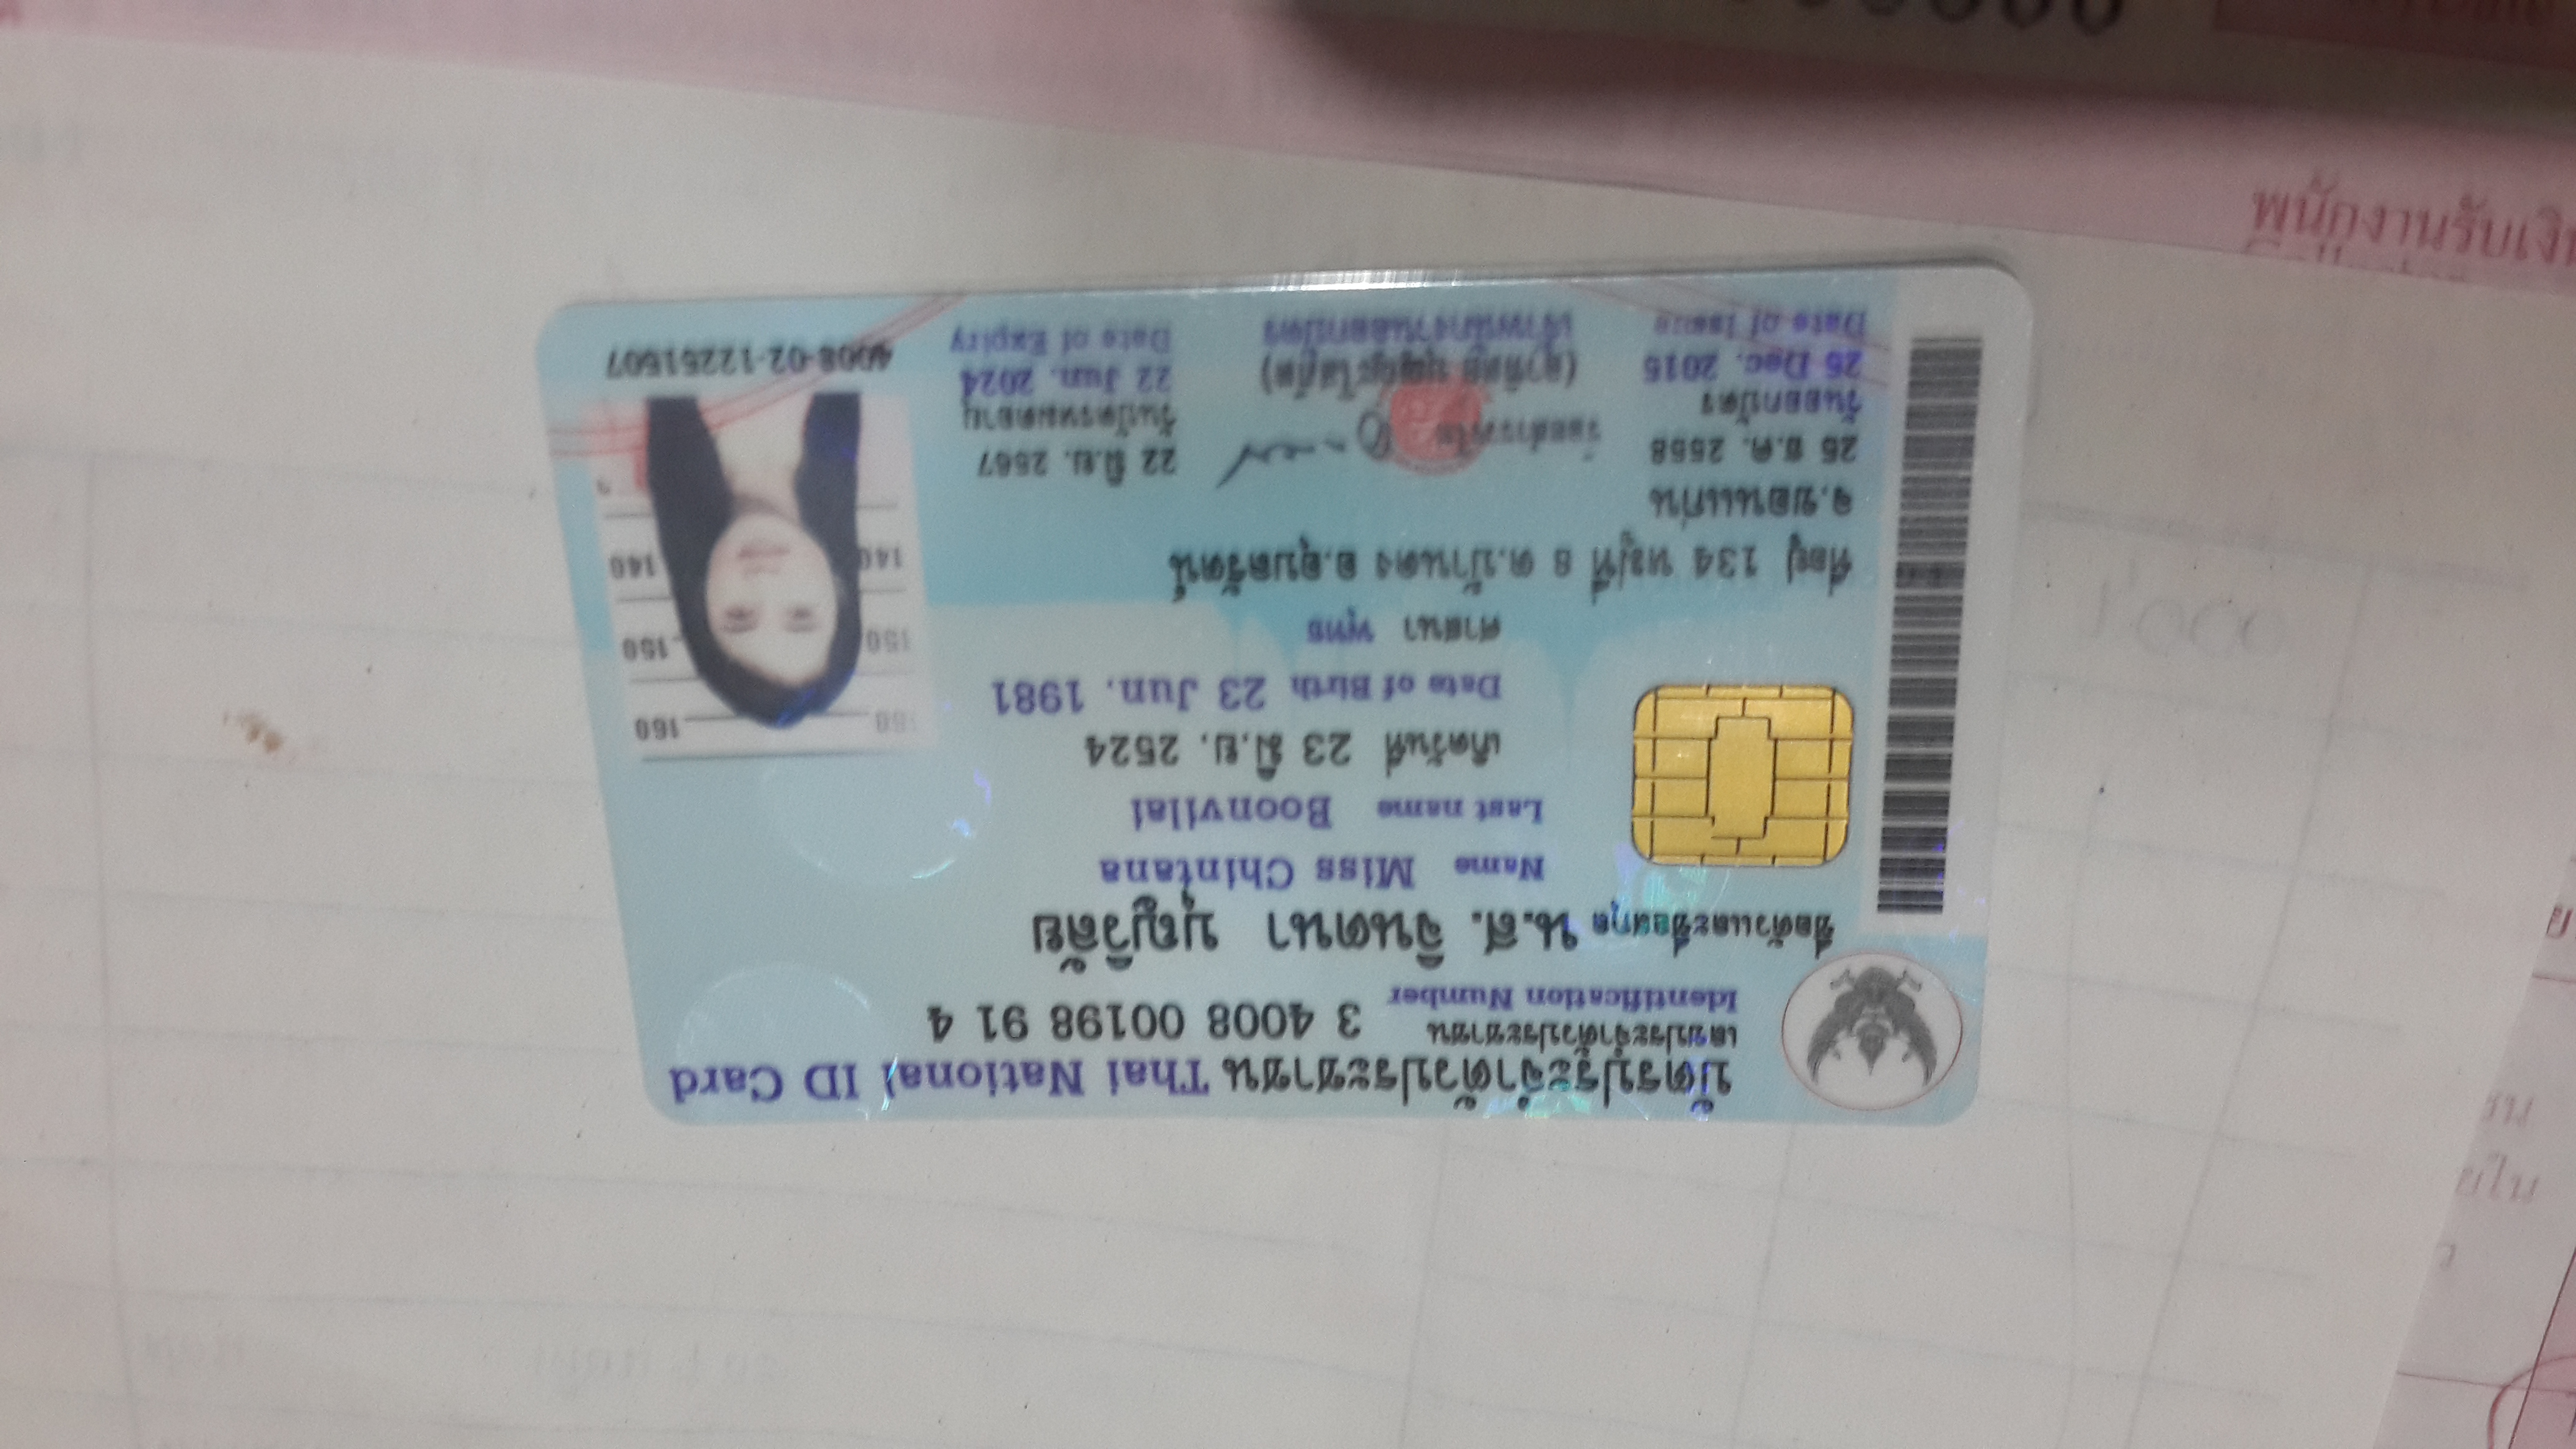 บัตรประจำตัวประชาชน Thai National ID Card
เลขประจำตัวประชาชน
Identification Number 3 4008 00198 91 4
ชื่อตัวและชื่อสกุล น.ส. จินตนา บุญวิลัย
Name Miss Chintana
Last name Boonvilai
เกิดวันที่ 23 มิ.ย. 2524
Date of Birth 23 Jun. 1981
ศาสนา พุทธ
ที่อยู่ 134 หมู่ที่ 8 ต.บ้านดง อ.อุบลรัตน์
จ.ขอนแก่น
25 ธ.ค. 2558
วันออกบัตร
25 Dec. 2015
Date of Issue
ร้อยตำรวจโท
เจ้าพนักงานออกบัตร
22 มิ.ย. 2567
วันบัตรหมดอายุ
22 Jun. 2024
Date of Expiry
160 160
150 150
140 140
4008-02-12251507